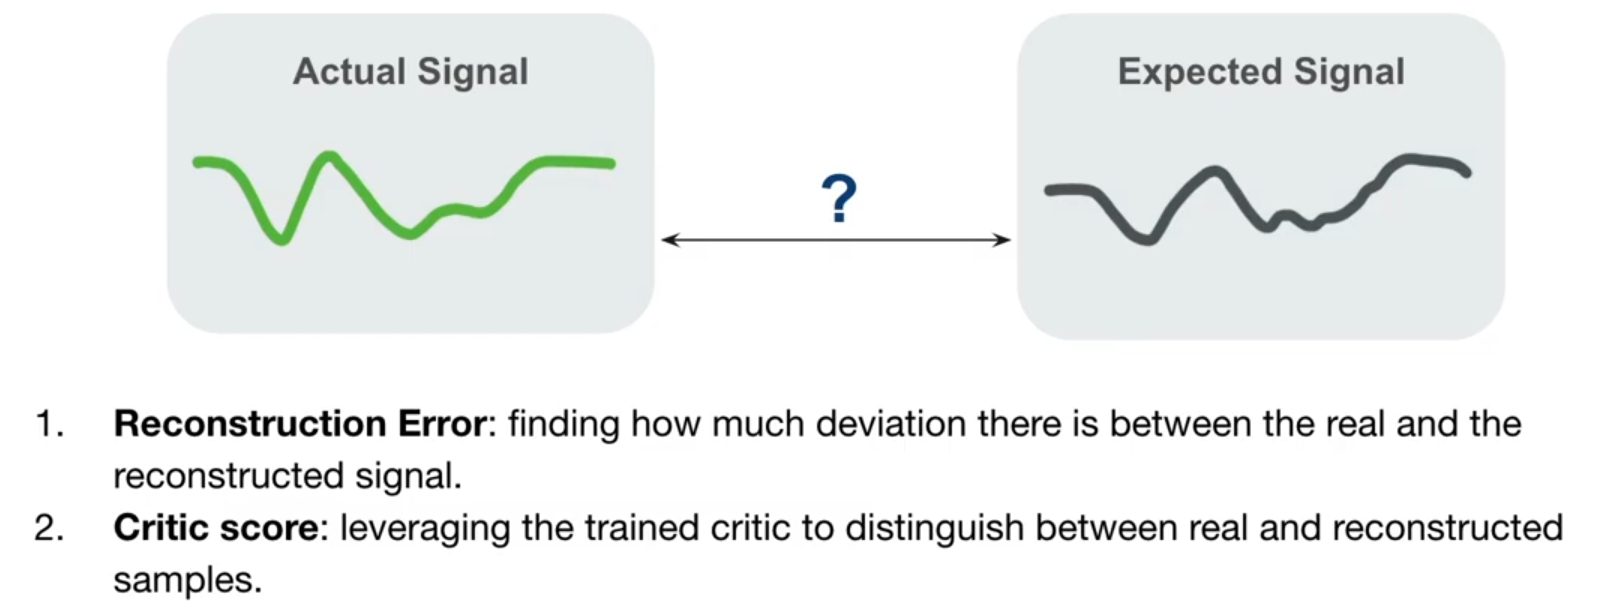 Actual Signal
Expected Signal
?
1. Reconstruction Error: finding how much deviation there is between the real and the
reconstructed signal.
2. Critic score: leveraging the trained critic to distinguish between real and reconstructed
samples.